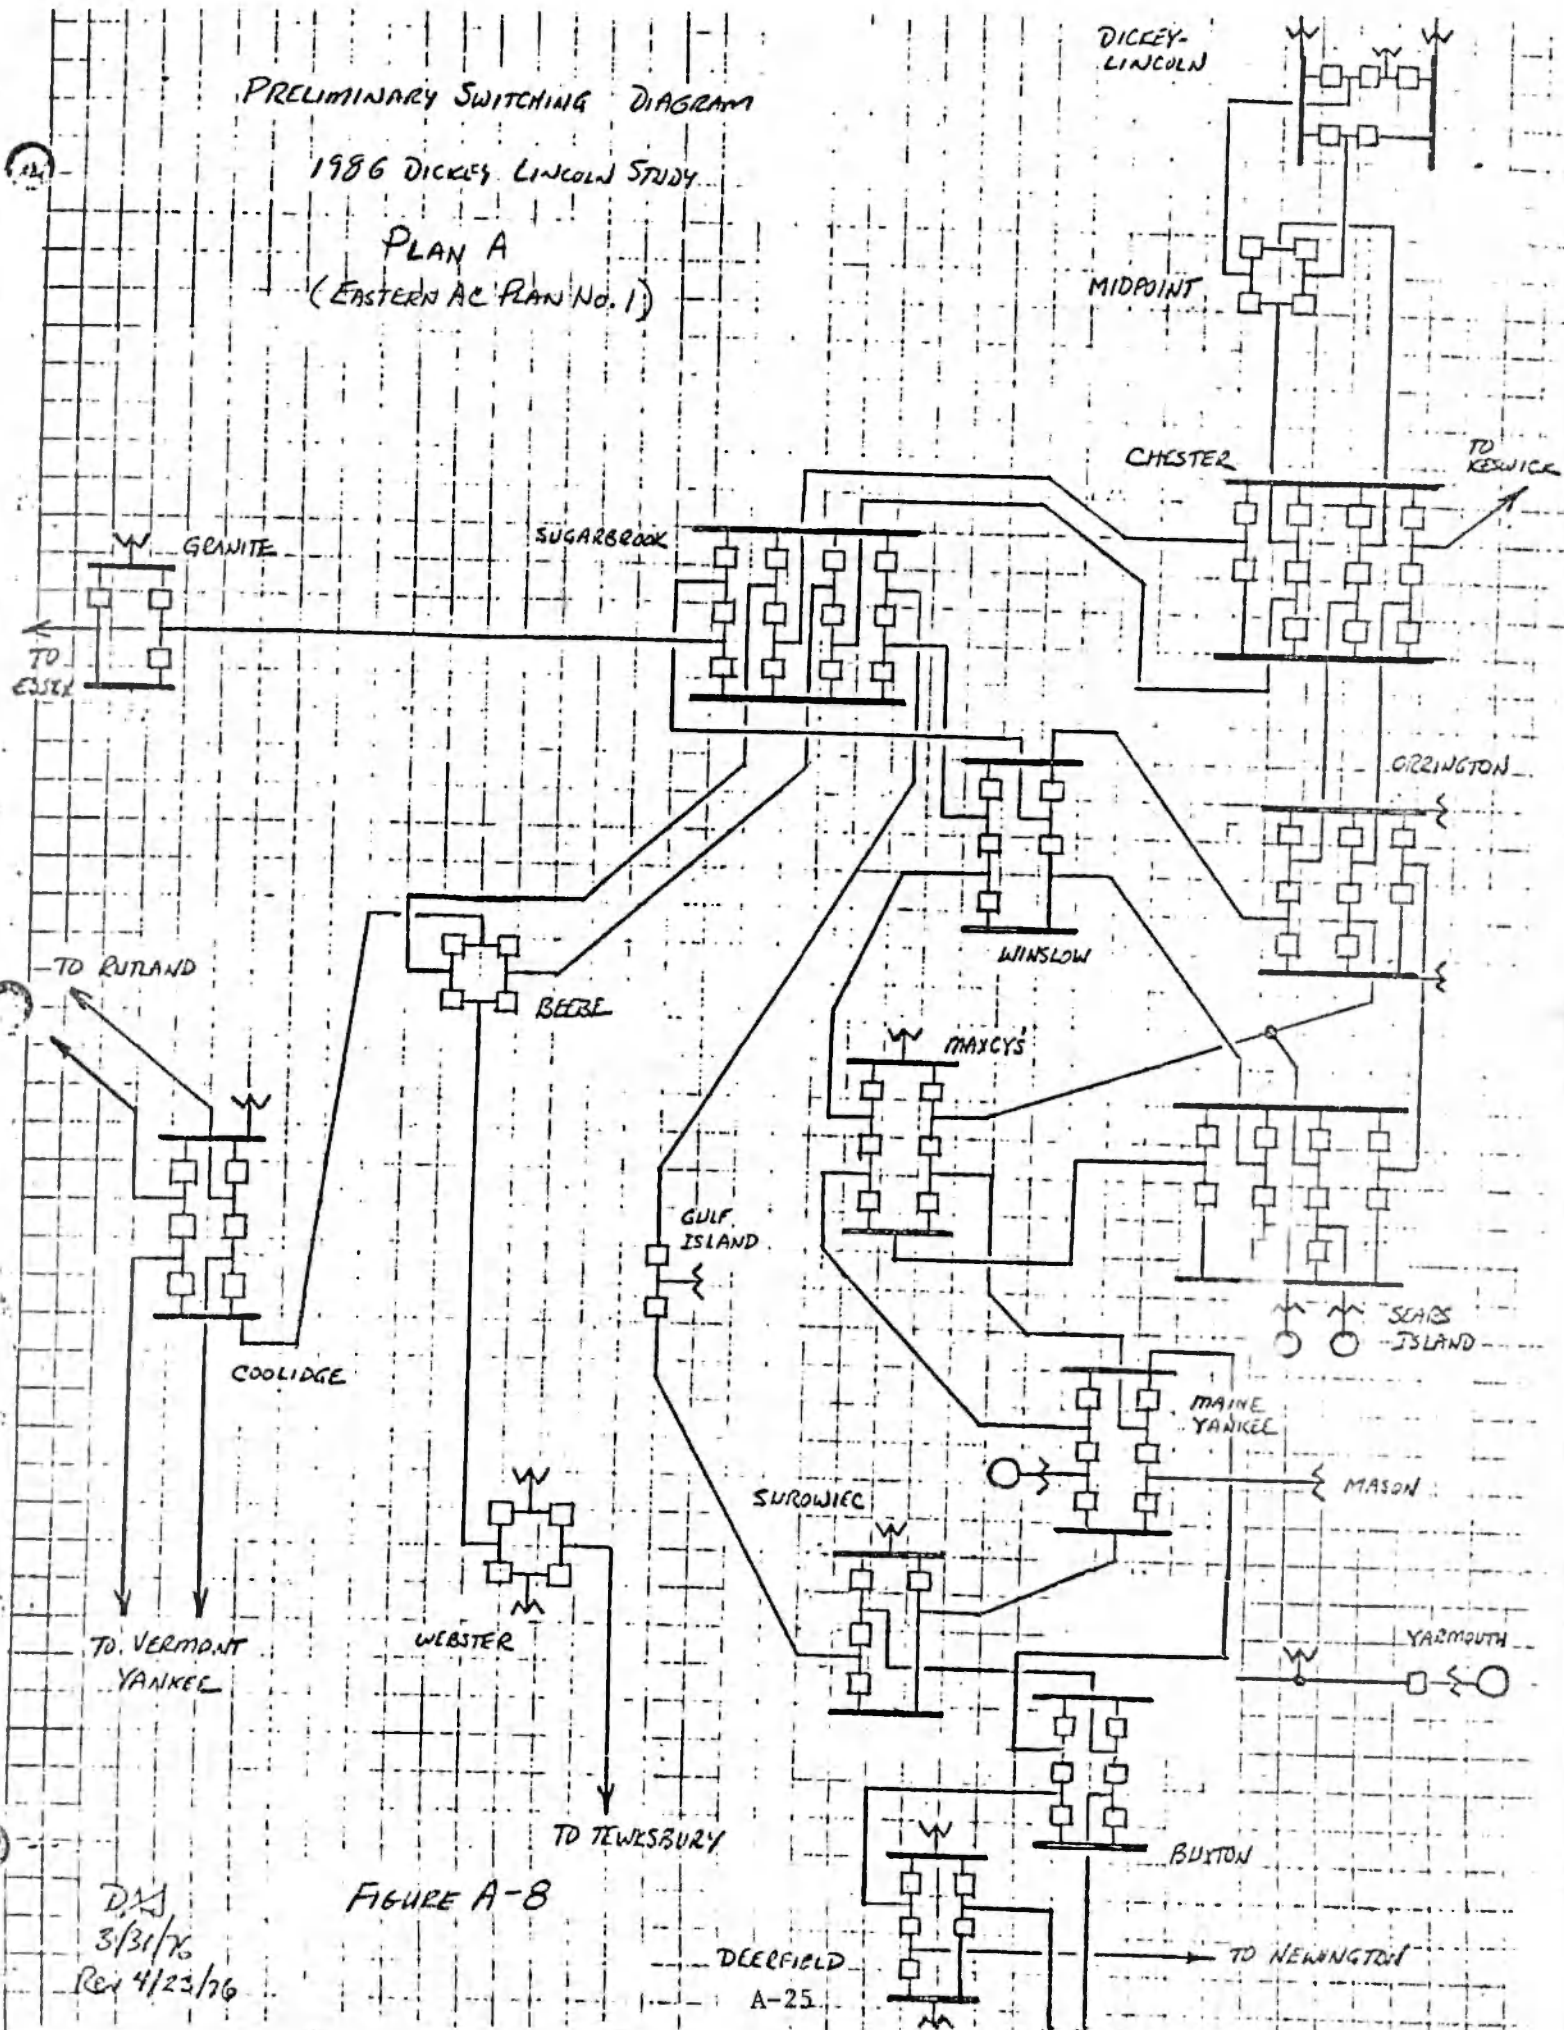 DICKEY-
LINCOLN
PRELIMINARY SWITCHING DIAGRAM
1986 DICKEY LINCOLN STUDY
PLAN A
(EASTERN AC PLAN NO. 1)
MIDPOINT
CHESTER
TO
KESWICK
SUGARBROOK
GRANITE
TO
ESSEX
ORRINGTON
WINSLOW
TO RUTLAND
BEEBE
MAXCYS
GULF
ISLAND
SEARS
ISLAND
COOLIDGE
MAINE
YANKEE
MASON
SUROWIEC
TO VERMONT
YANKEE
WEBSTER
YARMOUTH
TO TEWKSBURY
BUXTON
FIGURE A-8
3/31/76
Rev 4/23/76
DEERFIELD
TO NEWINGTON
A-25